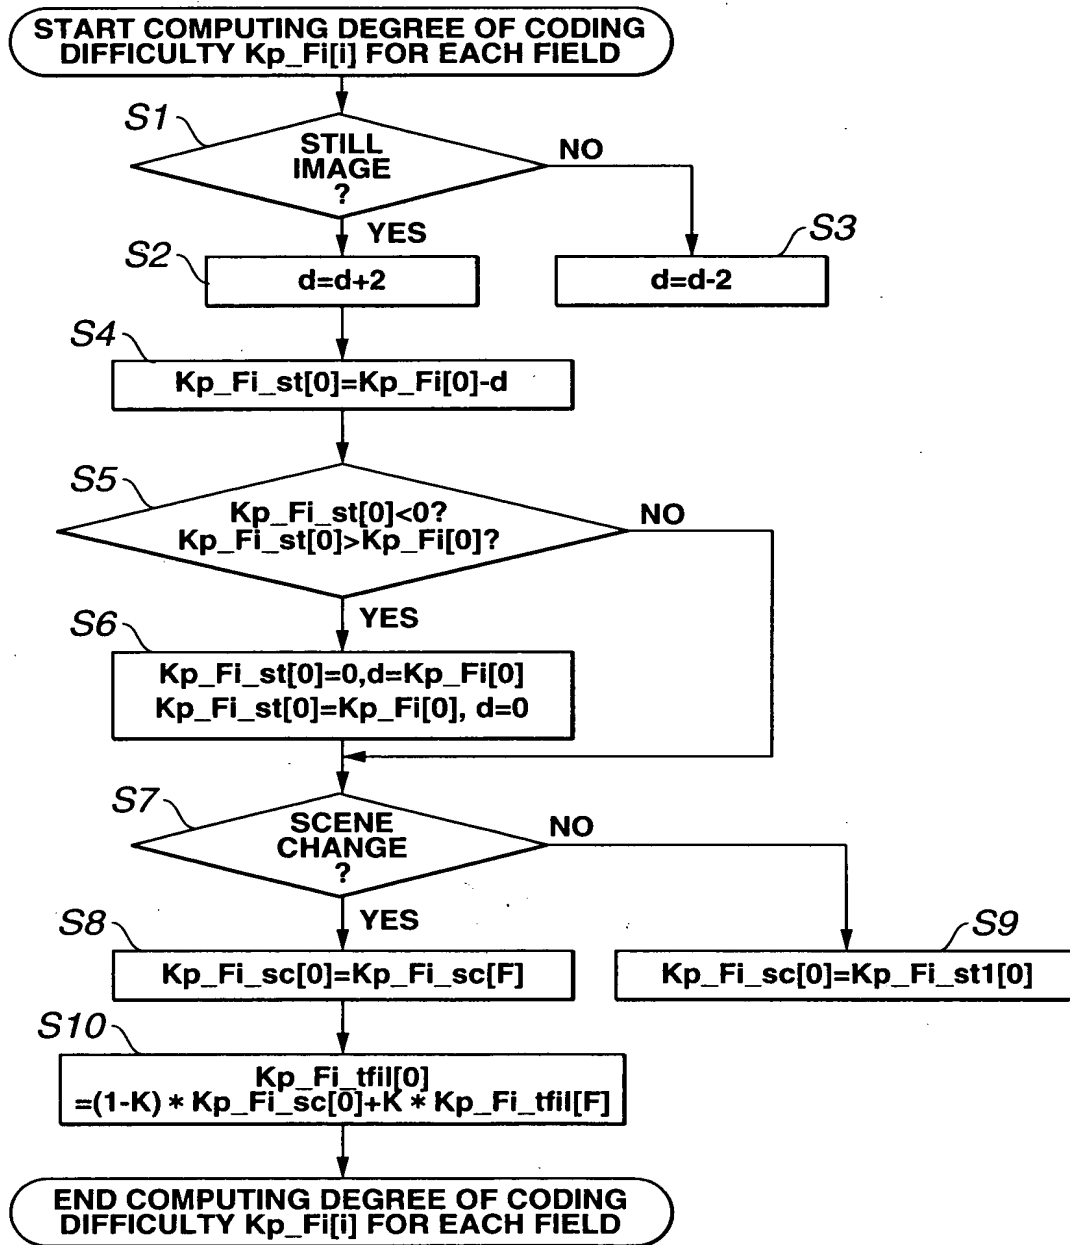 START COMPUTING DEGREE OF CODING
DIFFICULTY Kp_Fi[i] FOR EACH FIELD
S1
STILL
IMAGE
?
NO
YES
S2
d=d+2
S3
d=d-2
S4
Kp_Fi_st[0]=Kp_Fi[0]-d
S5
Kp_Fi_st[0]<0?
Kp_Fi_st[0]>Kp_Fi[0]?
NO
YES
S6
Kp_Fi_st[0]=0,d=Kp_Fi[0]
Kp_Fi_st[0]=Kp_Fi[0], d=0
S7
SCENE
CHANGE
?
NO
YES
S8
Kp_Fi_sc[0]=Kp_Fi_sc[F]
S9
Kp_Fi_sc[0]=Kp_Fi_st1[0]
S10
Kp_Fi_tfil[0]
=(1-K) * Kp_Fi_sc[0]+K * Kp_Fi_tfil[F]
END COMPUTING DEGREE OF CODING
DIFFICULTY Kp_Fi[i] FOR EACH FIELD